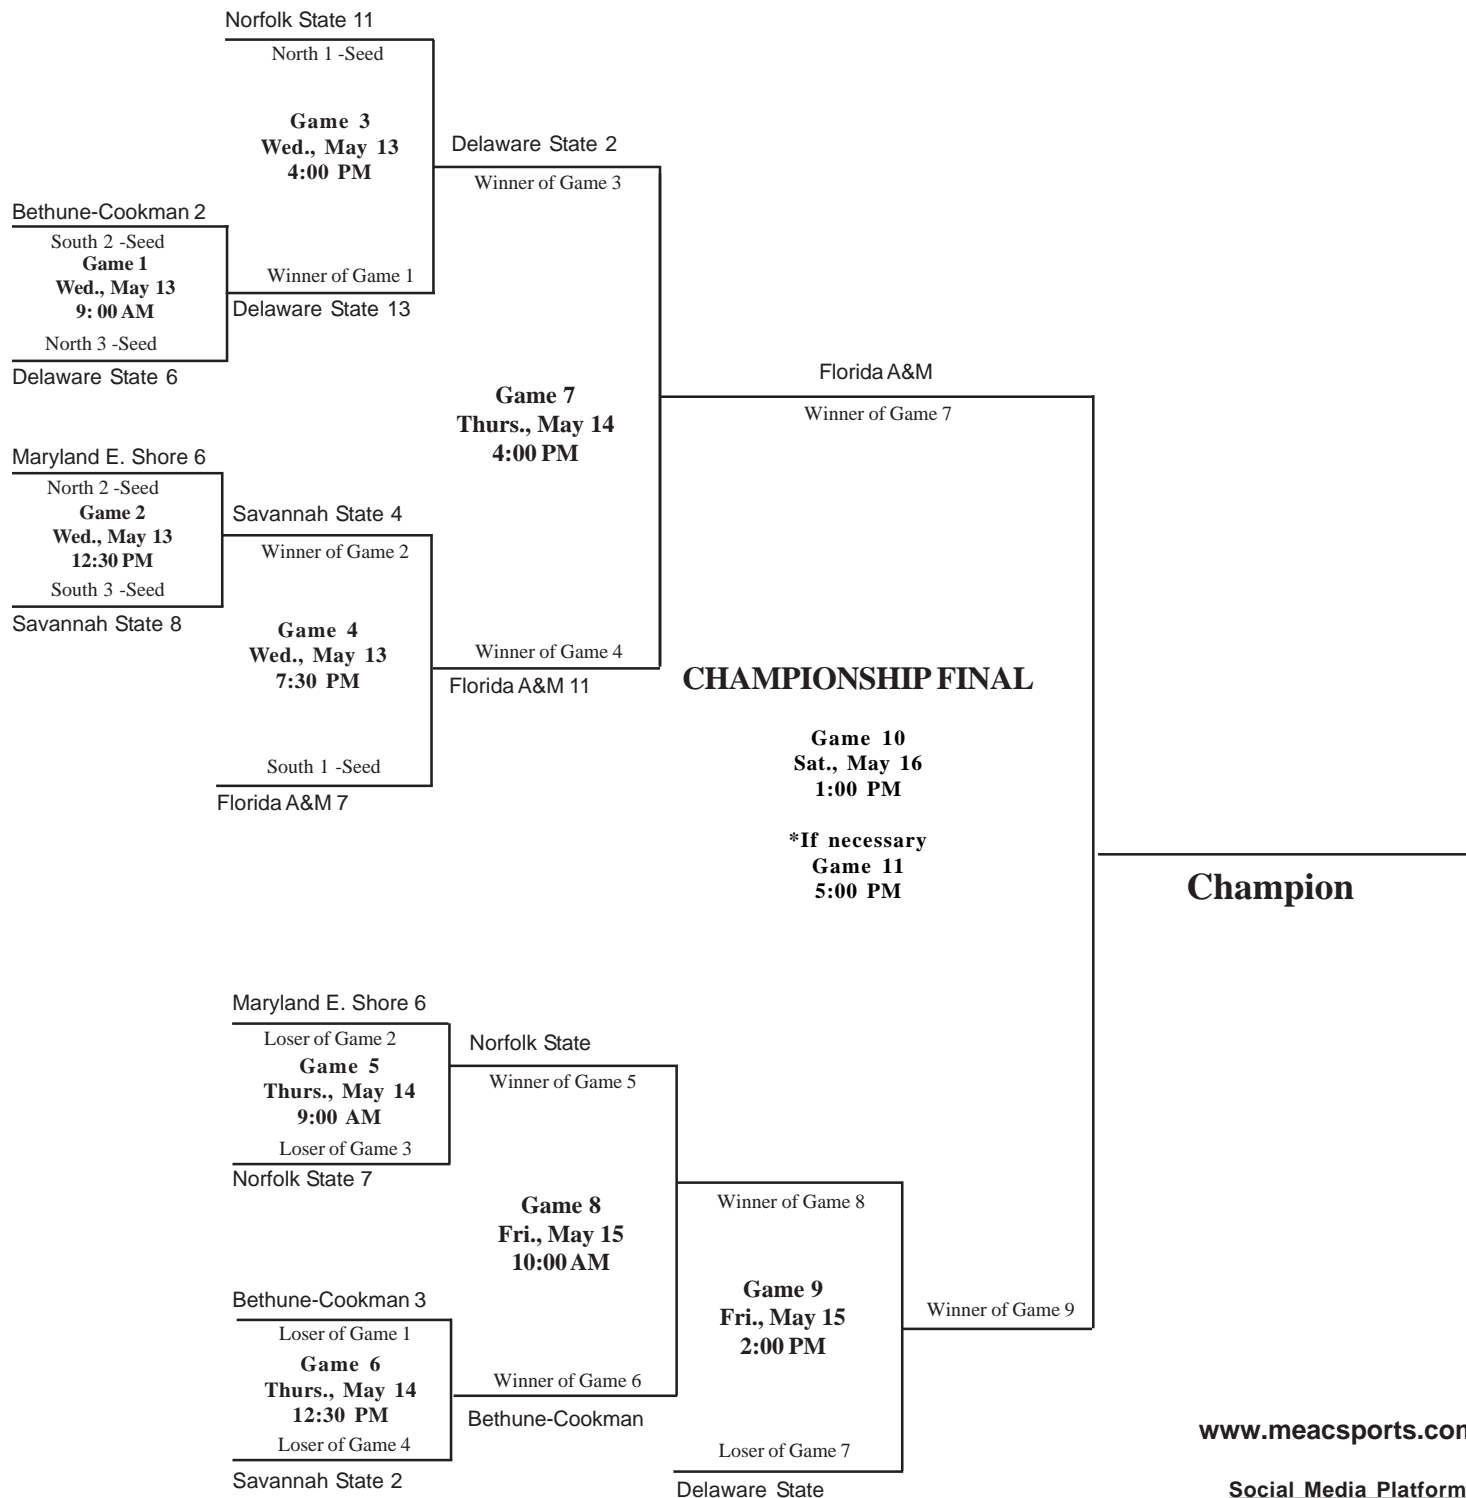 Norfolk State 11
North 1 -Seed
Game 3
Wed., May 13
4:00 PM
Delaware State 2
Winner of Game 3
Bethune-Cookman 2
South 2 -Seed
Game 1
Wed., May 13
9: 00 AM
North 3 -Seed
Delaware State 6
Winner of Game 1
Delaware State 13
Game 7
Thurs., May 14
4:00 PM
Florida A&M
Winner of Game 7
Maryland E. Shore 6
North 2 -Seed
Game 2
Wed., May 13
12:30 PM
South 3 -Seed
Savannah State 8
Savannah State 4
Winner of Game 2
Game 4
Wed., May 13
7:30 PM
South 1 -Seed
Florida A&M 7
Winner of Game 4
Florida A&M 11
CHAMPIONSHIP FINAL
Game 10
Sat., May 16
1:00 PM
*If necessary
Game 11
5:00 PM
Champion
Maryland E. Shore 6
Loser of Game 2
Game 5
Thurs., May 14
9:00 AM
Loser of Game 3
Norfolk State 7
Norfolk State
Winner of Game 5
Game 8
Fri., May 15
10:00 AM
Winner of Game 8
Game 9
Fri., May 15
2:00 PM
Winner of Game 9
Bethune-Cookman 3
Loser of Game 1
Game 6
Thurs., May 14
12:30 PM
Loser of Game 4
Savannah State 2
Winner of Game 6
Bethune-Cookman
Loser of Game 7
Delaware State
www.meacsports.com
Social Media Platform